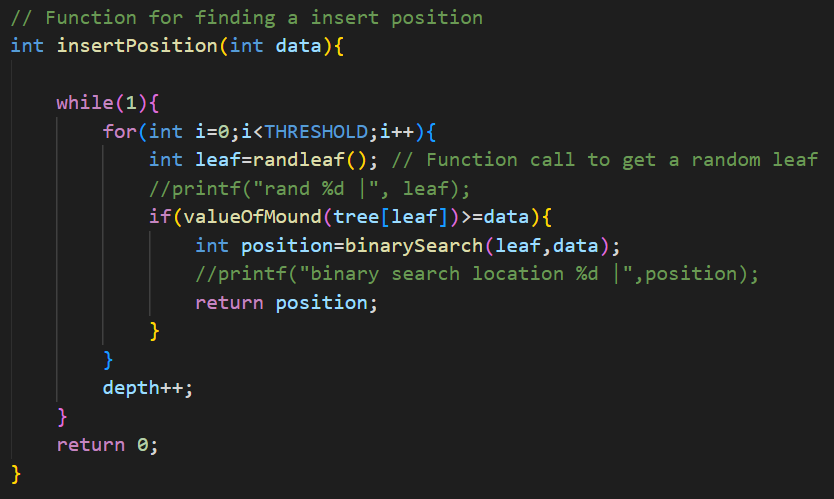 // Function for finding a insert position
int insertPosition(int data){
while(1){
for(int i=0;i<THRESHOLD;i++){
int leaf=randleaf(); // Function call to get a random leaf
//printf("rand %d |", leaf);
if(valueOfMound(tree[leaf])>=data){
int position=binarySearch(leaf,data);
//printf("binary search location %d |",position);
return position;
}
}
depth++;
}
return 0;
}